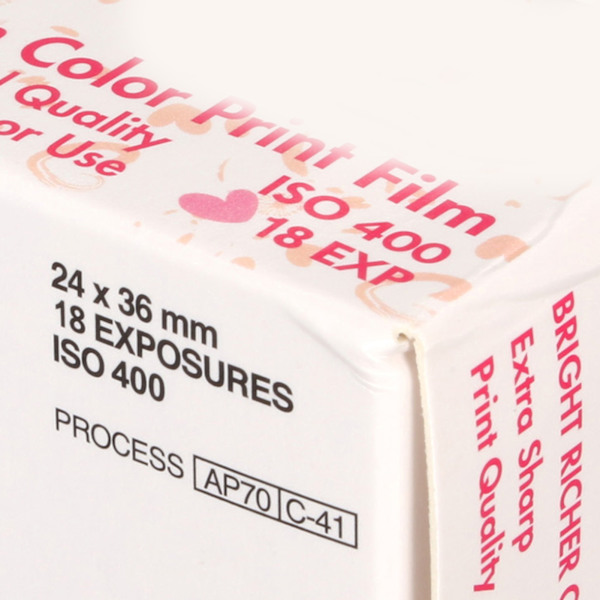 Color Print Film
Quality
or Use
ISO 400
18 EXP
24 x 36 mm
18 EXPOSURES
ISO 400
PROCESS AP70 C-41
BRIGHT RICHER
Extra Sharp
Print Quality